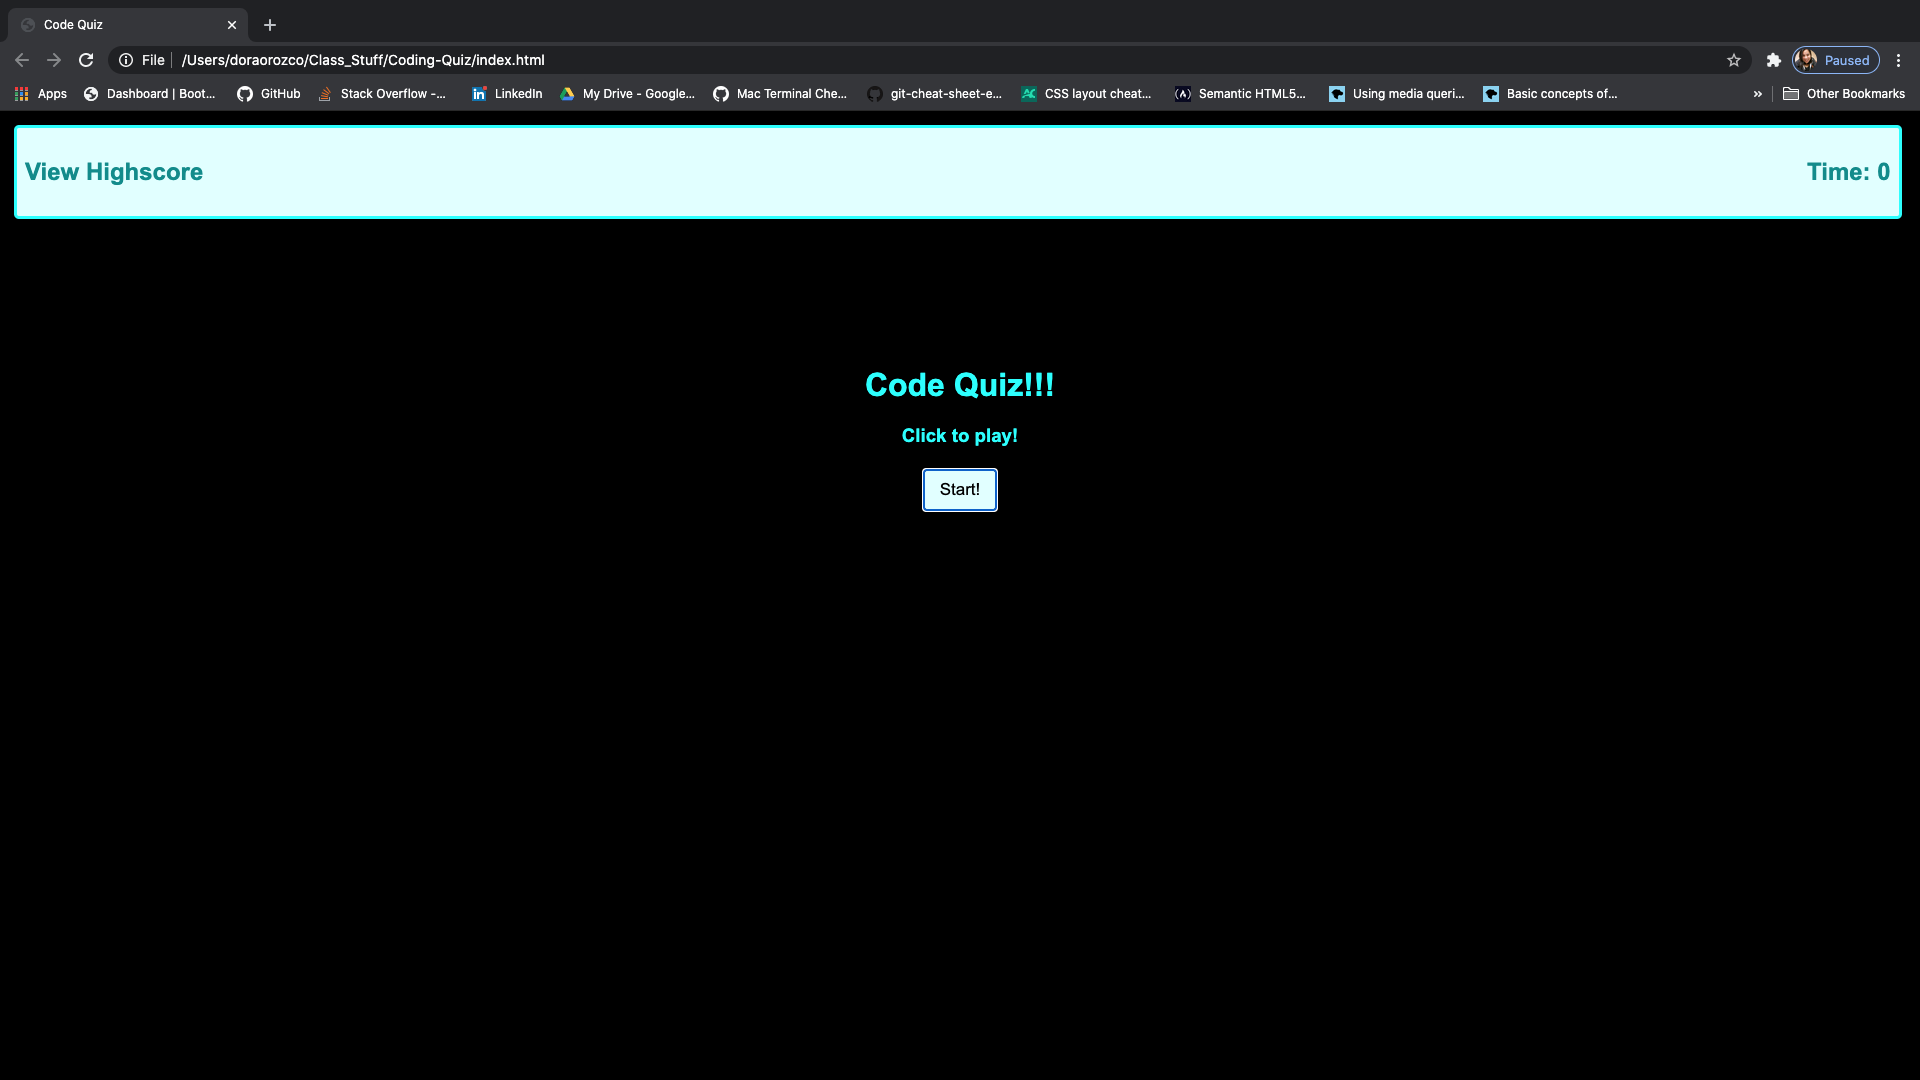 Code Quiz
File /Users/doraorozco/Class_Stuff/Coding-Quiz/index.html
Paused
Apps Dashboard | Boot... GitHub Stack Overflow -... LinkedIn My Drive - Google... Mac Terminal Che... git-cheat-sheet-e... CSS layout cheat... Semantic HTML5... Using media queri... Basic concepts of... » Other Bookmarks
View Highscore Time: 0
Code Quiz!!!
Click to play!
Start!